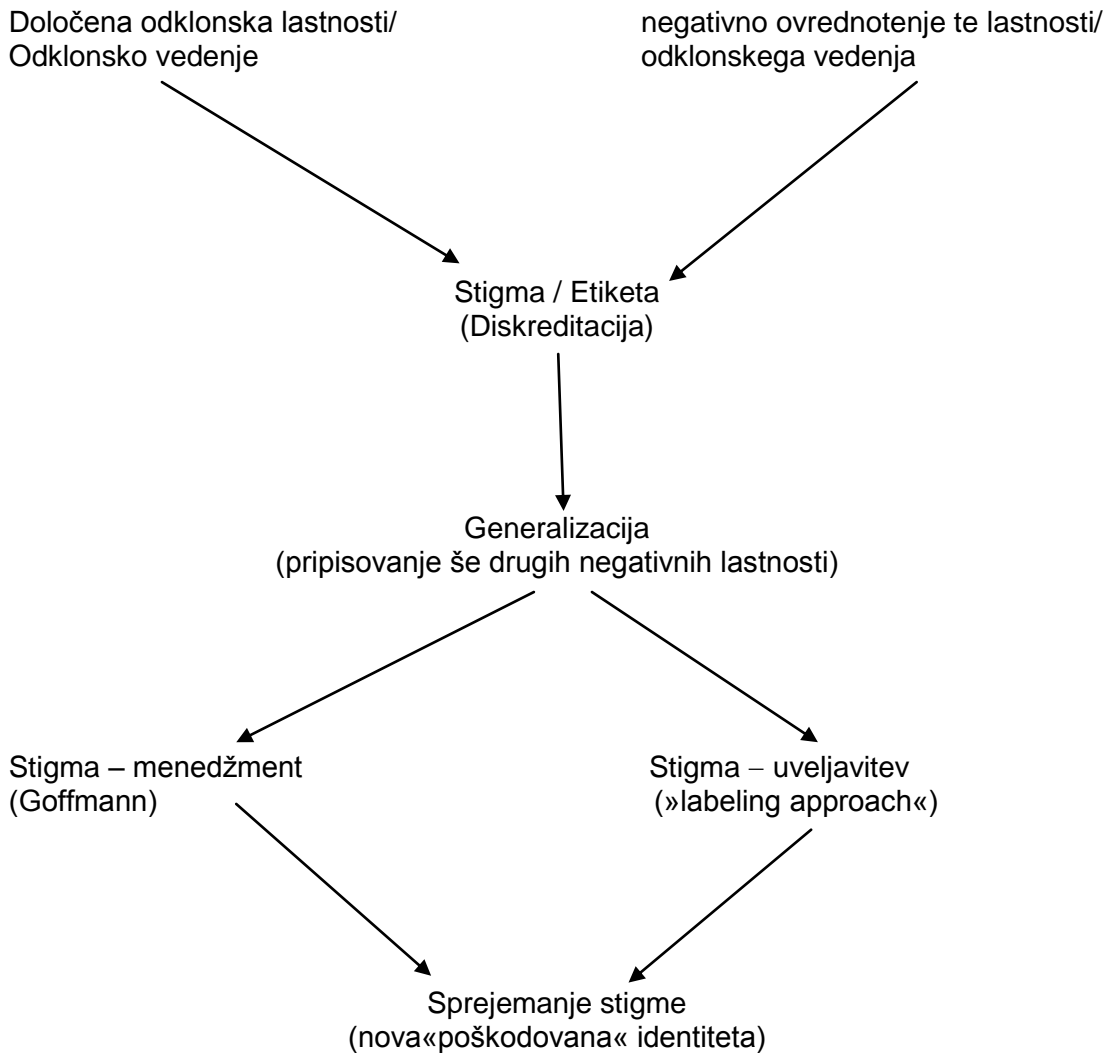 Določena odklonska lastnosti/
Odklonsko vedenje
negativno ovrednotenje te lastnosti/
odklonskega vedenja
Stigma / Etiketa
(Diskreditacija)
Generalizacija
(pripisovanje še drugih negativnih lastnosti)
Stigma – menedžment
(Goffmann)
Stigma – uveljavitev
(»labeling approach«)
Sprejemanje stigme
(nova«poškodovana« identiteta)